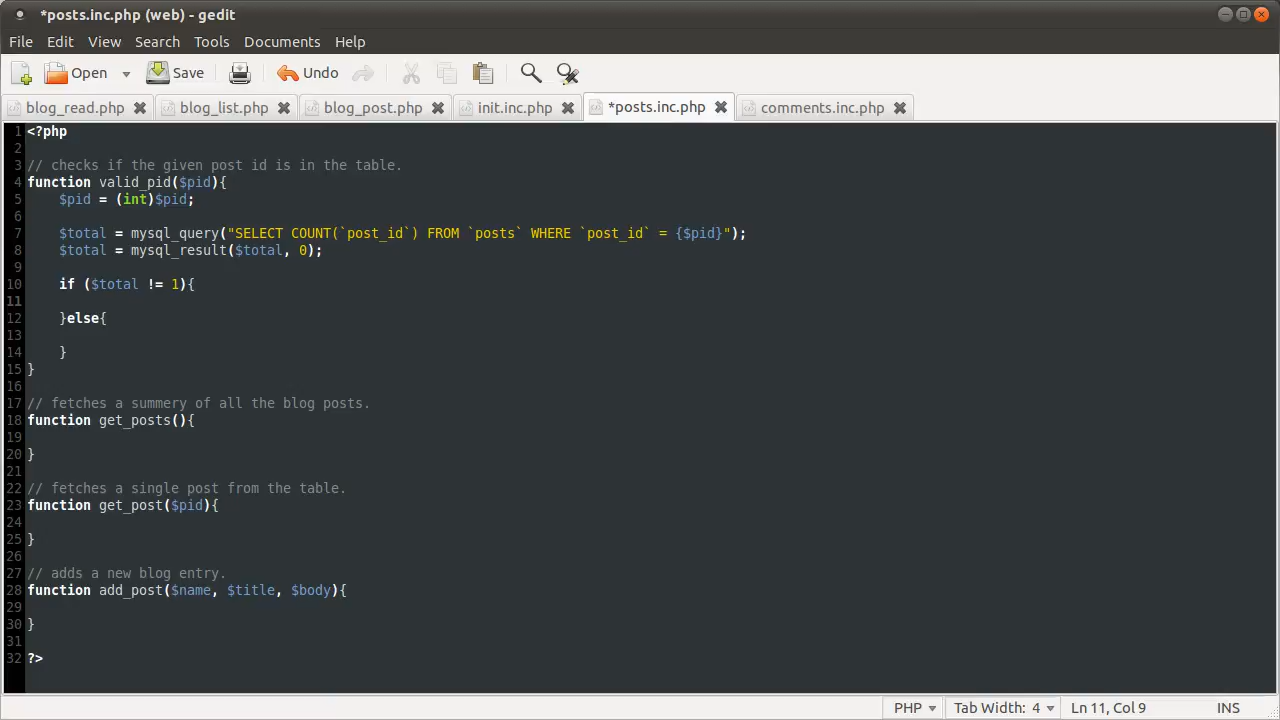 *posts.inc.php (web) - gedit
File Edit View Search Tools Documents Help
Open Save Undo
blog_read.php blog_list.php blog_post.php init.inc.php *posts.inc.php comments.inc.php
1 <?php
2
3 // checks if the given post id is in the table.
4 function valid_pid($pid){
5     $pid = (int)$pid;
6
7     $total = mysql_query("SELECT COUNT(`post_id`) FROM `posts` WHERE `post_id` = {$pid}");
8     $total = mysql_result($total, 0);
9
10     if ($total != 1){
11
12     }else{
13
14     }
15 }
16
17 // fetches a summery of all the blog posts.
18 function get_posts(){
19
20 }
21
22 // fetches a single post from the table.
23 function get_post($pid){
24
25 }
26
27 // adds a new blog entry.
28 function add_post($name, $title, $body){
29
30 }
31
32 ?>
PHP Tab Width: 4 Ln 11, Col 9 INS